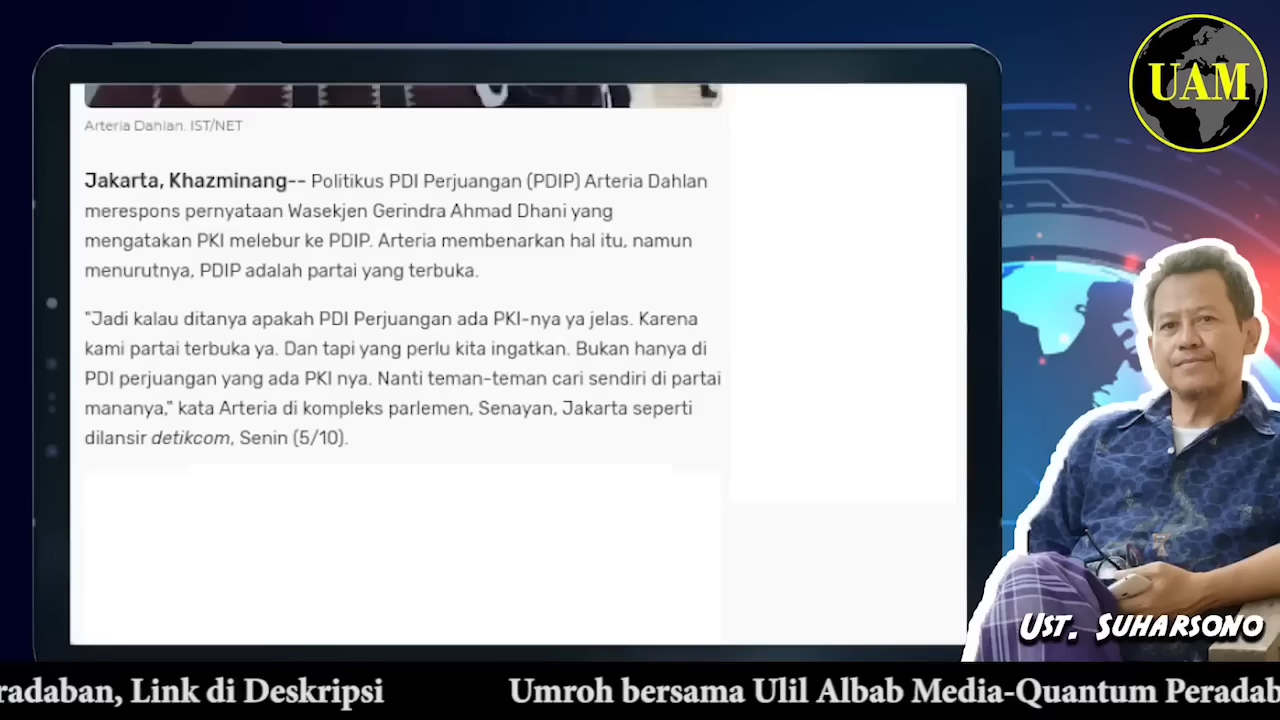 UAM
Arteria Dahlan. IST/NET
Jakarta, Khazminang-- Politikus PDI Perjuangan (PDIP) Arteria Dahlan
merespons pernyataan Wasekjen Gerindra Ahmad Dhani yang
mengatakan PKI melebur ke PDIP. Arteria membenarkan hal itu, namun
menurutnya, PDIP adalah partai yang terbuka.
"Jadi kalau ditanya apakah PDI Perjuangan ada PKI-nya ya jelas. Karena
kami partai terbuka ya. Dan tapi yang perlu kita ingatkan. Bukan hanya di
PDI perjuangan yang ada PKI nya. Nanti teman-teman cari sendiri di partai
mananya," kata Arteria di kompleks parlemen, Senayan, Jakarta seperti
dilansir detikcom, Senin (5/10).
UST. SUHARSONO
radaban, Link di Deskripsi Umroh bersama Ulil Albab Media-Quantum Peradab